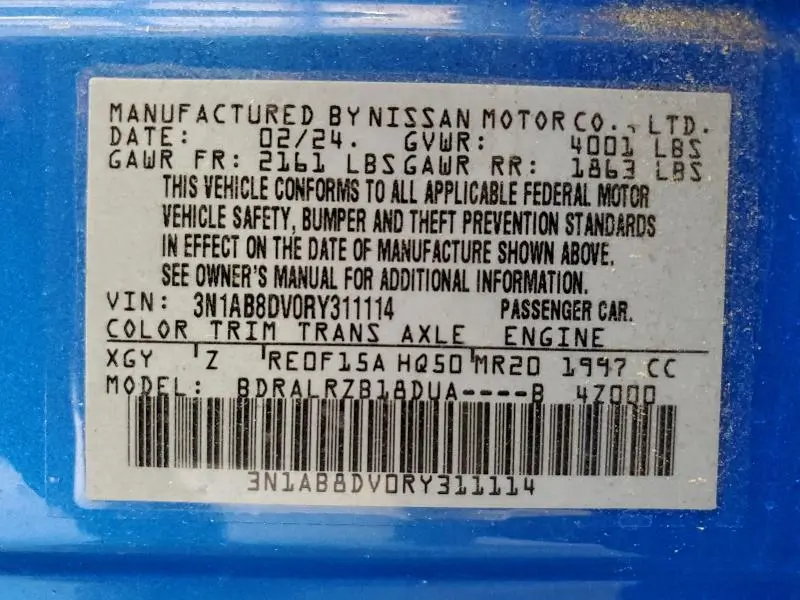 MANUFACTURED BY NISSAN MOTOR CO., LTD.
DATE: 02/24. GVWR: 4001 LBS
GAWR FR: 2161 LBS GAWR RR: 1863 LBS
THIS VEHICLE CONFORMS TO ALL APPLICABLE FEDERAL MOTOR
VEHICLE SAFETY, BUMPER AND THEFT PREVENTION STANDARDS
IN EFFECT ON THE DATE OF MANUFACTURE SHOWN ABOVE.
SEE OWNER'S MANUAL FOR ADDITIONAL INFORMATION.
VIN: 3N1AB8DV0RY311114 PASSENGER CAR.
COLOR TRIM TRANS AXLE ENGINE
XGY Z RE0F15A HQ50 MR20 1997 CC
MODEL: BDRALRZB18DUA----B 4Z000
3N1AB8DV0RY311114